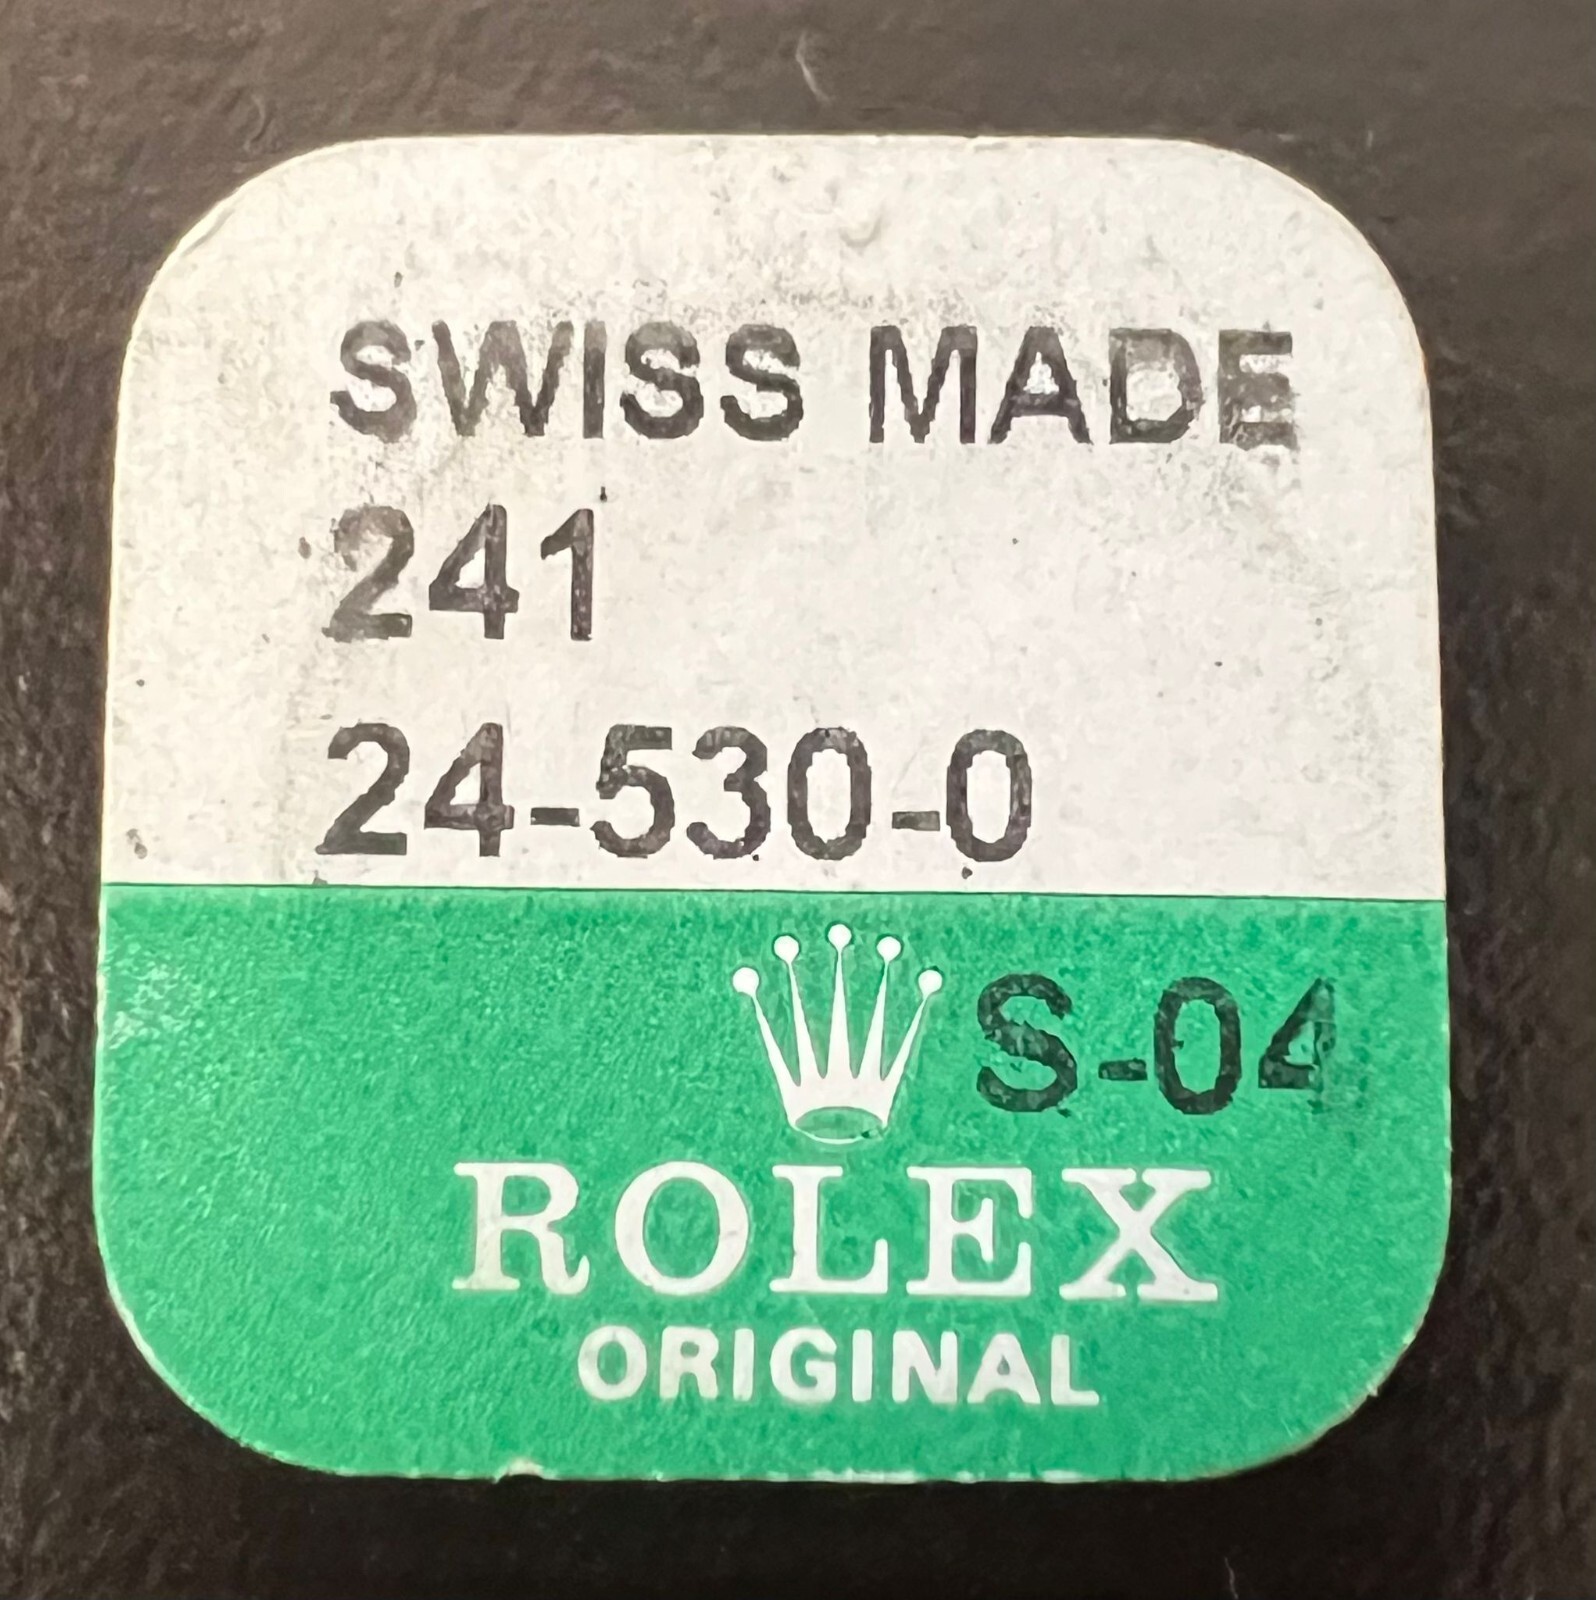 SWISS MADE
241
24-530-0
S-04
ROLEX
ORIGINAL